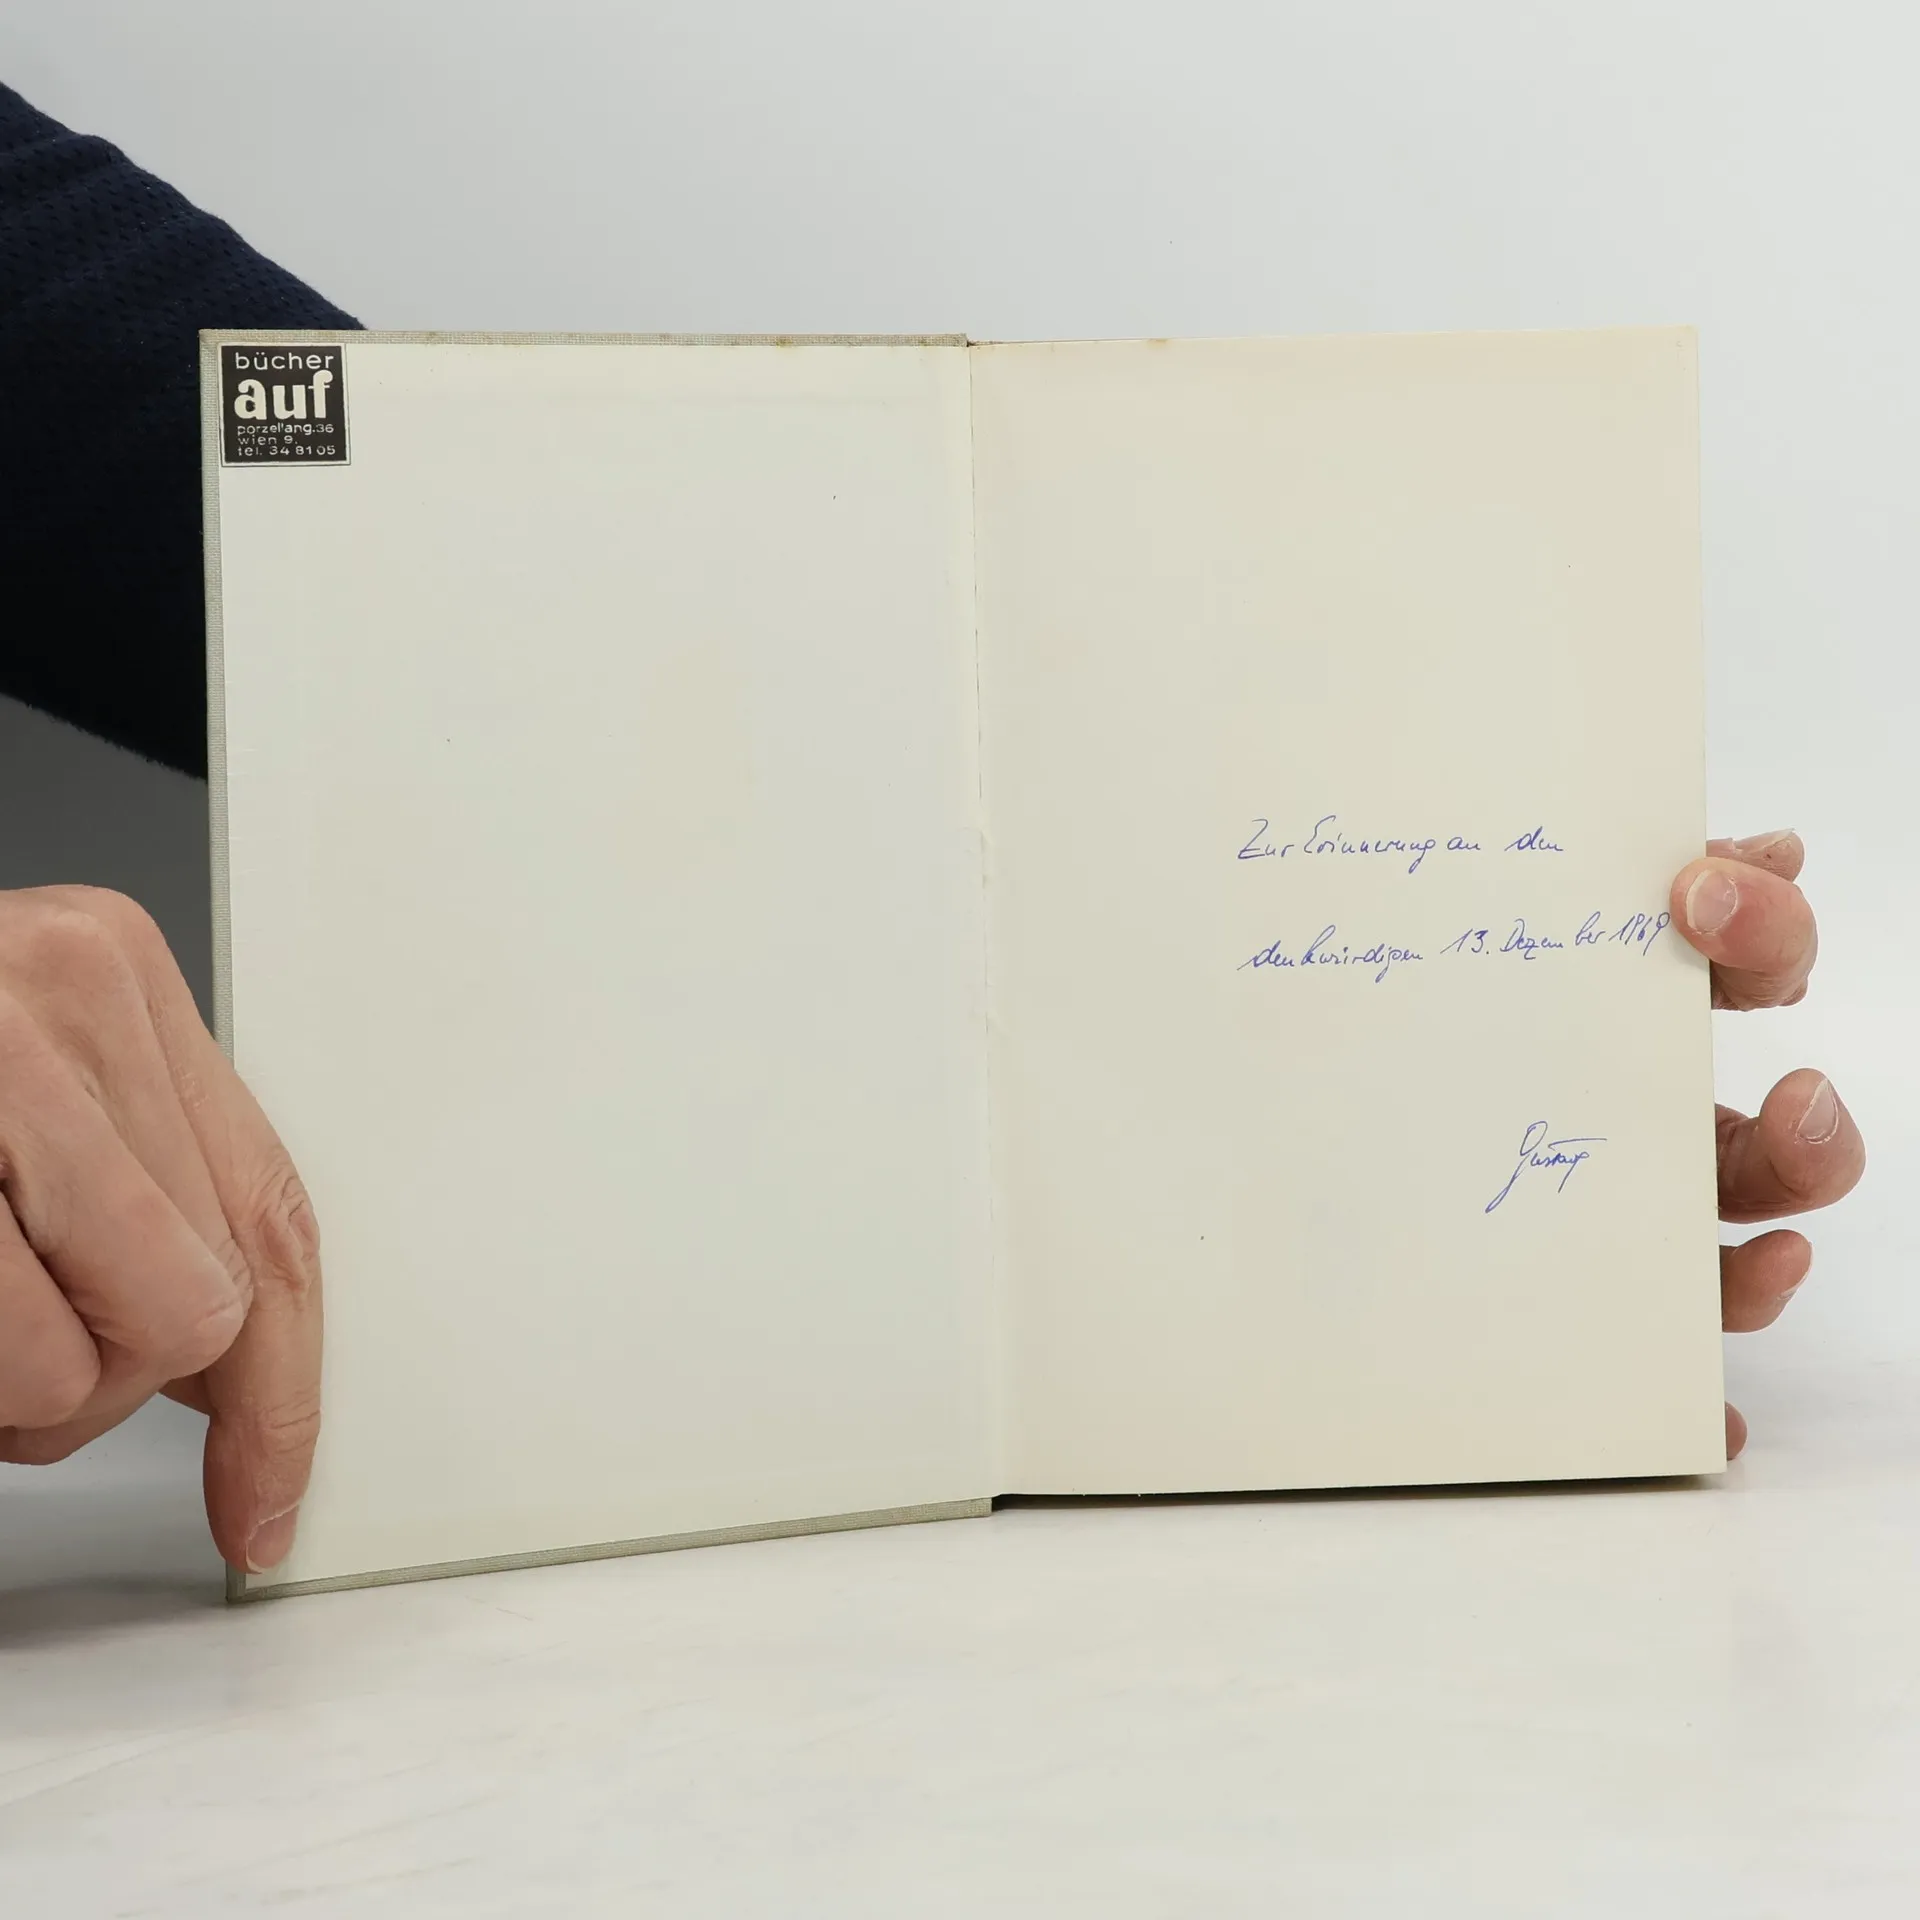 bücher
auf
porzellang.36
wien 9.
tel. 34 81 05
Zur Erinnerung an den
denkwürdigen 13. Dezember 1969
Gustav